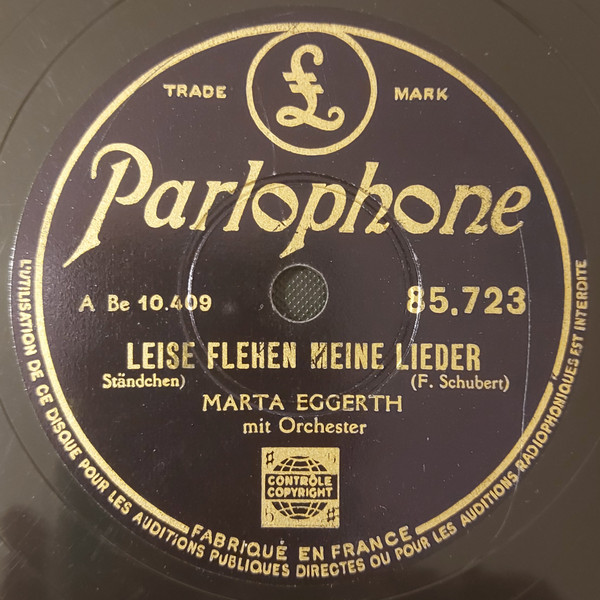 TRADE MARK
£
Parlophone
A Be 10.409
85.723
LEISE FLEHEN MEINE LIEDER
Ständchen) (F. Schubert)
MARTA EGGERTH
mit Orchester
CONTRÔLE
COPYRIGHT
FABRIQUÉ EN FRANCE
L'UTILISATION DE CE DISQUE POUR LES AUDITIONS PUBLIQUES DIRECTES OU POUR LES AUDITIONS RADIOPHONIQUES EST INTERDITE